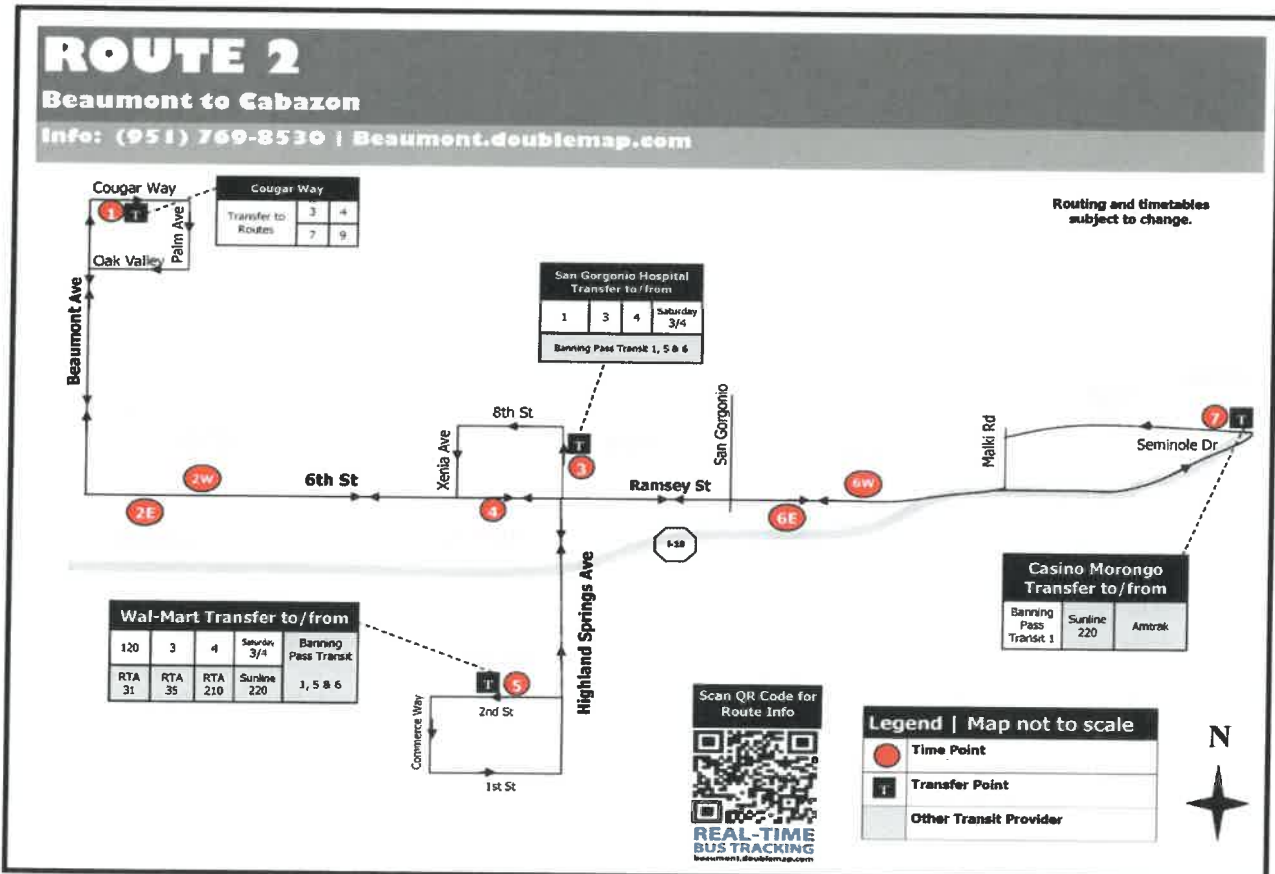 ROUTE 2
Beaumont to Cabazon
Info: (951) 769-8530 | Beaumont.doublemap.com
Routing and timetables
subject to change.
Cougar Way
1
T
Palm Ave
Oak Valley
Beaumont Ave
Cougar Way
Transfer to
Routes
3 4
7 9
San Gorgonio Hospital
Transfer to/from
1 3 4 Saturday
3/4
Banning Pass Transit 1, 5 & 6
8th St
Xenia Ave
T
3
San Gorgonio
Malki Rd
7
T
Seminole Dr
2W
6th St
Ramsey St
6W
2E
4
6E
I-10
Highland Springs Ave
Casino Morongo
Transfer to/from
Banning
Pass
Transit 1
Sunline
220
Amtrak
Wal-Mart Transfer to/from
120 3 4 Saturday
3/4
Banning
Pass Transit
1, 5 & 6
RTA
31
RTA
35
RTA
210
Sunline
220
T
5
2nd St
Commerce Way
1st St
Scan QR Code for
Route Info
REAL-TIME
BUS TRACKING
beaumont.doublemap.com
Legend | Map not to scale
Time Point
T
Transfer Point
Other Transit Provider
N